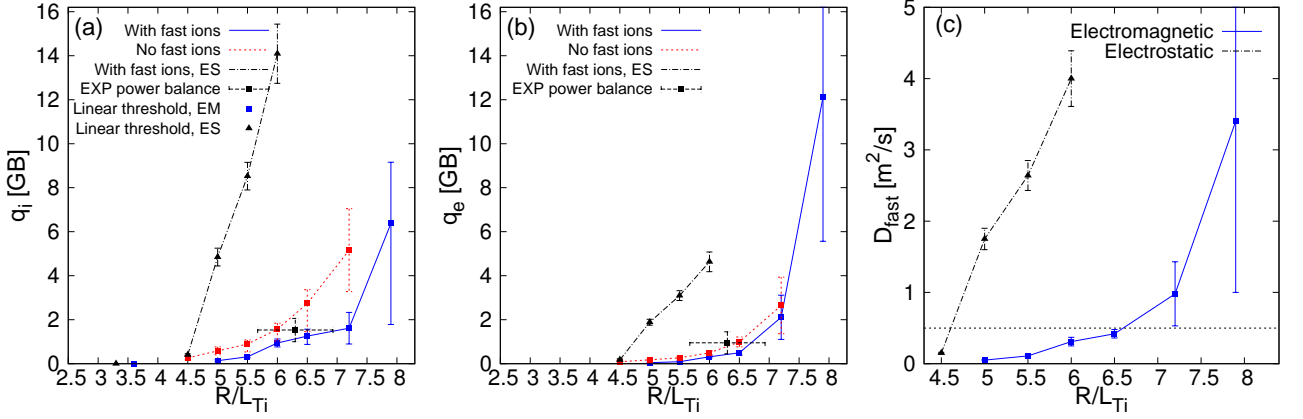 (a)
With fast ions
No fast ions
With fast ions, ES
EXP power balance
Linear threshold, EM
Linear threshold, ES
16
14
12
10
8
6
4
2
0
q_i [GB]
2.5 3 3.5 4 4.5 5 5.5 6 6.5 7 7.5 8
R/L_Ti
(b)
With fast ions
No fast ions
With fast ions, ES
EXP power balance
16
14
12
10
8
6
4
2
0
q_e [GB]
2.5 3 3.5 4 4.5 5 5.5 6 6.5 7 7.5 8
R/L_Ti
(c)
Electromagnetic
Electrostatic
5
4
3
2
1
0
D_fast [m^2/s]
4.5 5 5.5 6 6.5 7 7.5 8
R/L_Ti